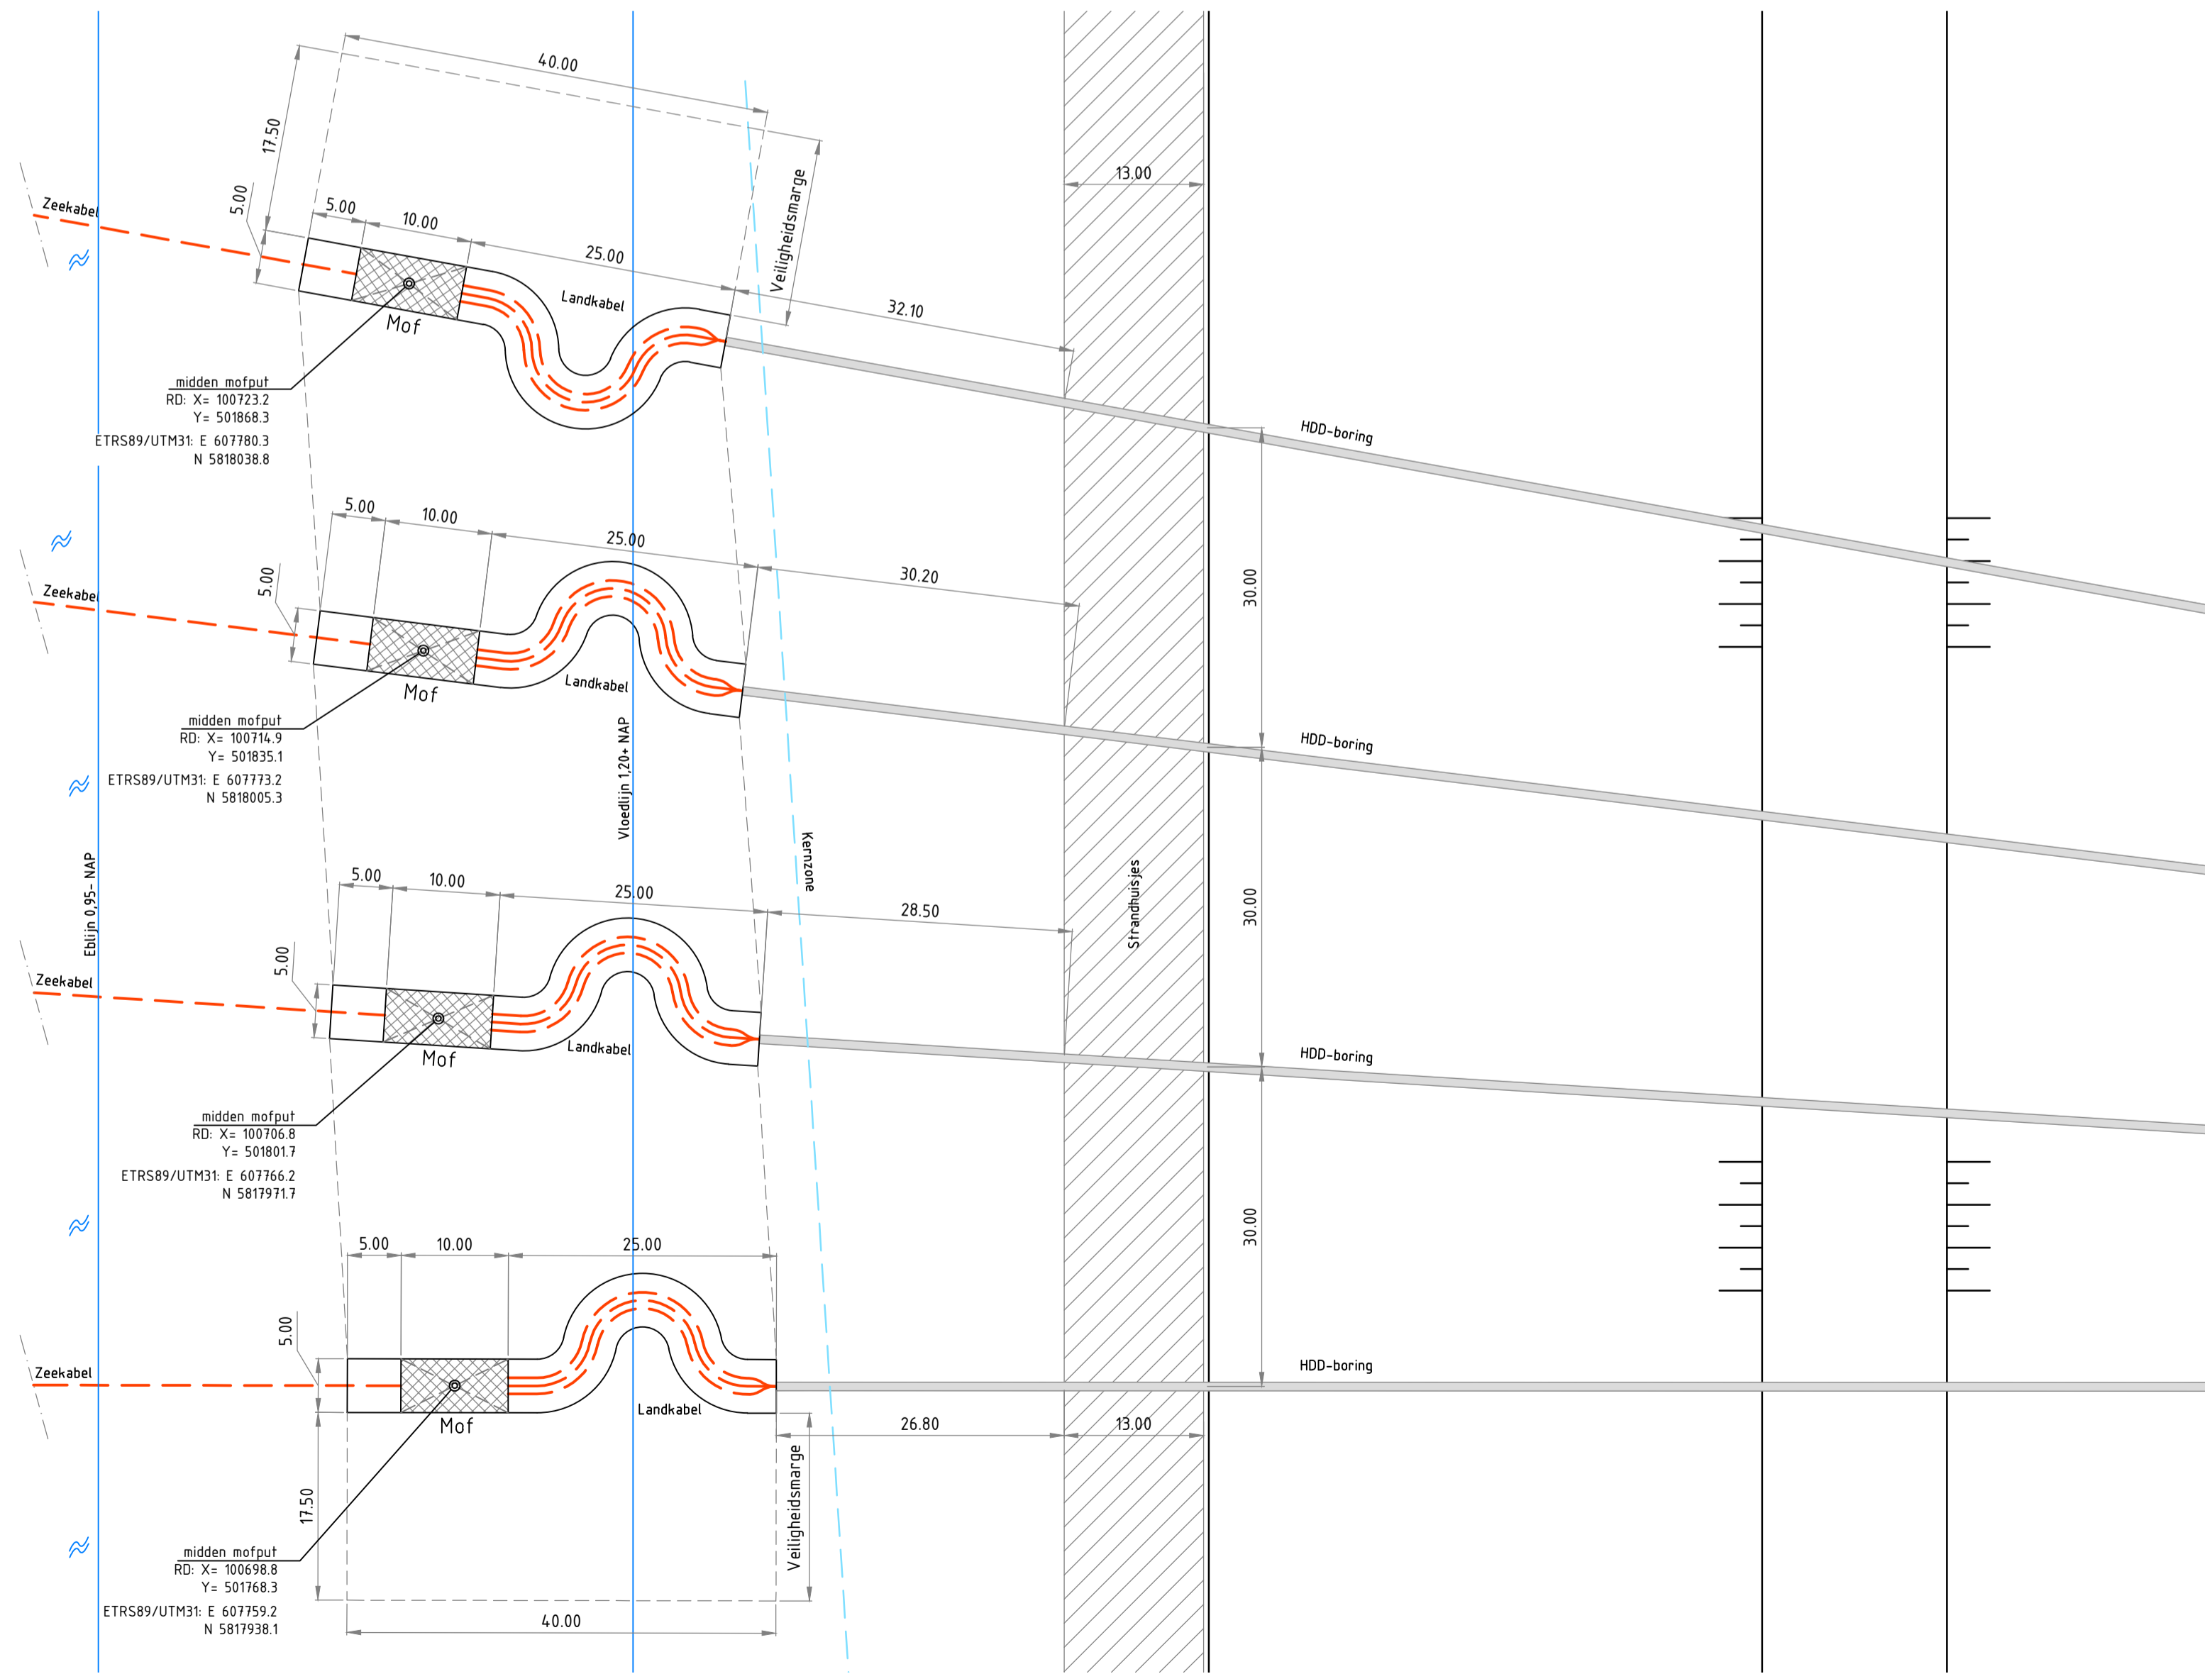 40.00
17.50
Veiligheidsmarge
13.00
Zeekabel
5.00
5.00
10.00
25.00
Landkabel
32.10
Mof
midden mofput
RD: X= 100723.2
Y= 501868.3
ETRS89/UTM31: E 607780.3
N 5818038.8
HDD-boring
30.00
Zeekabel
5.00
5.00
10.00
25.00
30.20
Mof
Landkabel
midden mofput
RD: X= 100714.9
Y= 501835.1
ETRS89/UTM31: E 607773.2
N 5818005.3
HDD-boring
Vloedlijn 1,20+ NAP
Eblijn 0,95- NAP
Kernzone
Strandhuisjes
30.00
Zeekabel
5.00
5.00
10.00
25.00
28.50
Mof
Landkabel
midden mofput
RD: X= 100706.8
Y= 501801.7
ETRS89/UTM31: E 607766.2
N 5817971.7
HDD-boring
30.00
Zeekabel
5.00
5.00
10.00
25.00
Mof
Landkabel
HDD-boring
26.80
13.00
17.50
Veiligheidsmarge
midden mofput
RD: X= 100698.8
Y= 501768.3
ETRS89/UTM31: E 607759.2
N 5817938.1
40.00